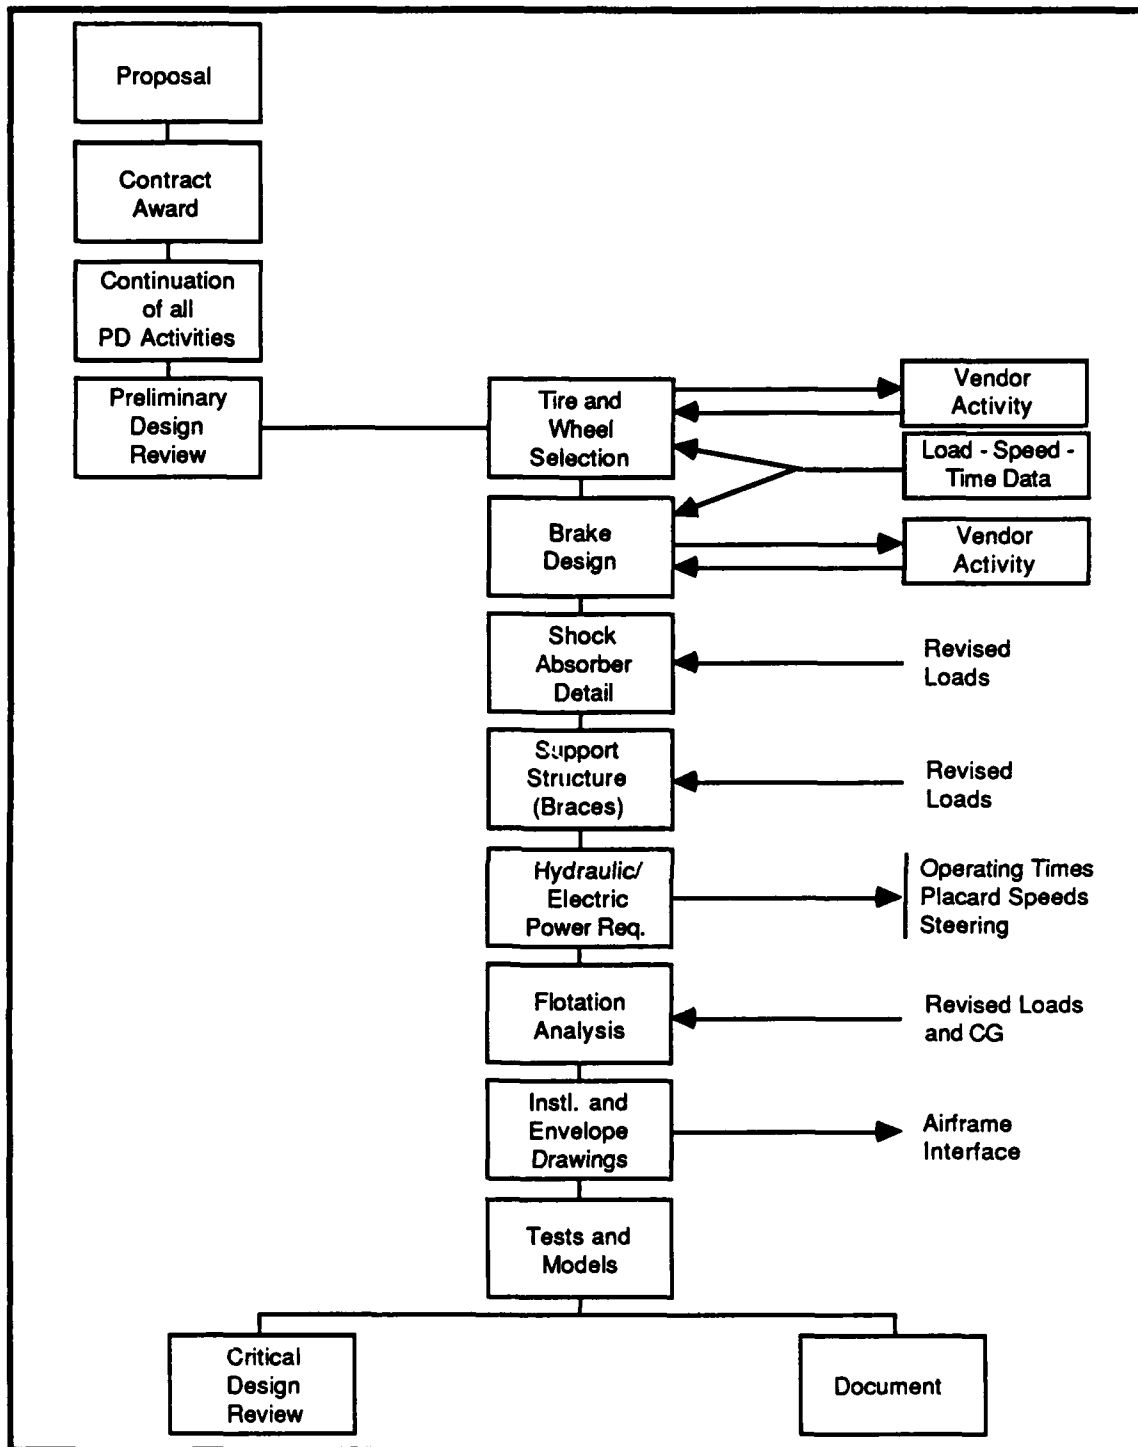 Proposal
Contract
Award
Continuation
of all
PD Activities
Preliminary
Design
Review
Tire and
Wheel
Selection
Vendor
Activity
Load - Speed -
Time Data
Brake
Design
Vendor
Activity
Shock
Absorber
Detail
Revised
Loads
Support
Structure
(Braces)
Revised
Loads
Hydraulic/
Electric
Power Req.
Operating Times
Placard Speeds
Steering
Flotation
Analysis
Revised Loads
and CG
Instl. and
Envelope
Drawings
Airframe
Interface
Tests and
Models
Critical
Design
Review
Document